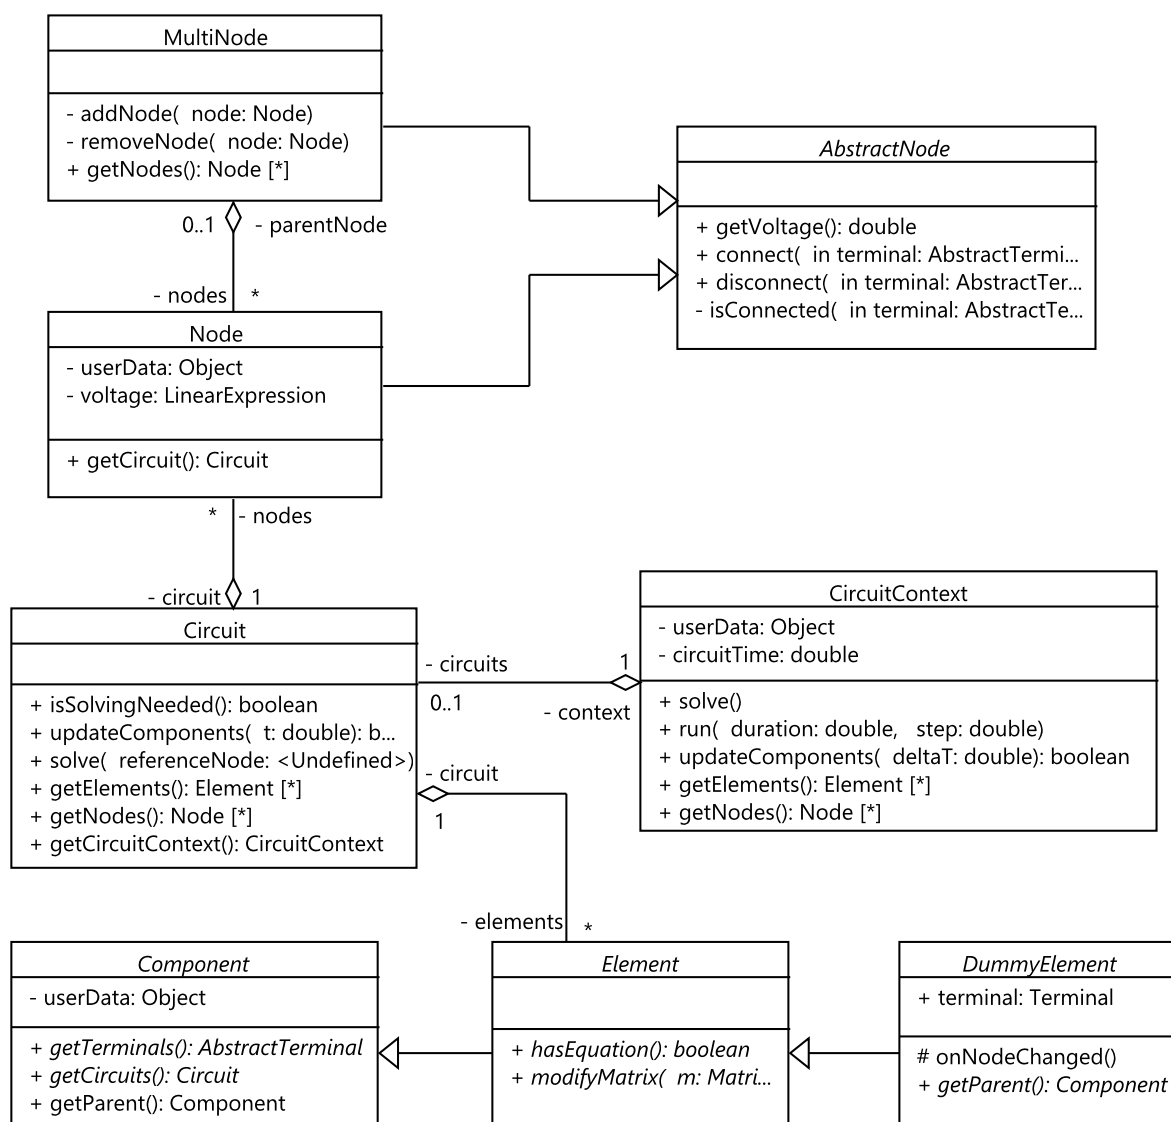 MultiNode
- addNode(  node: Node)
- removeNode(  node: Node)
+ getNodes(): Node [*]
0..1
- parentNode
- nodes
*
AbstractNode
+ getVoltage(): double
+ connect(  in terminal: AbstractTermi...
+ disconnect(  in terminal: AbstractTer...
- isConnected(  in terminal: AbstractTe...
Node
- userData: Object
- voltage: LinearExpression
+ getCircuit(): Circuit
*
- nodes
- circuit
1
Circuit
+ isSolvingNeeded(): boolean
+ updateComponents(  t: double): b...
+ solve(  referenceNode: <Undefined>)
+ getElements(): Element [*]
+ getNodes(): Node [*]
+ getCircuitContext(): CircuitContext
- circuits
0..1
1
- context
CircuitContext
- userData: Object
- circuitTime: double
+ solve()
+ run(  duration: double,   step: double)
+ updateComponents(  deltaT: double): boolean
+ getElements(): Element [*]
+ getNodes(): Node [*]
- circuit
1
- elements
*
Component
- userData: Object
+ getTerminals(): AbstractTerminal
+ getCircuits(): Circuit
+ getParent(): Component
Element
+ hasEquation(): boolean
+ modifyMatrix(  m: Matri...
DummyElement
+ terminal: Terminal
# onNodeChanged()
+ getParent(): Component